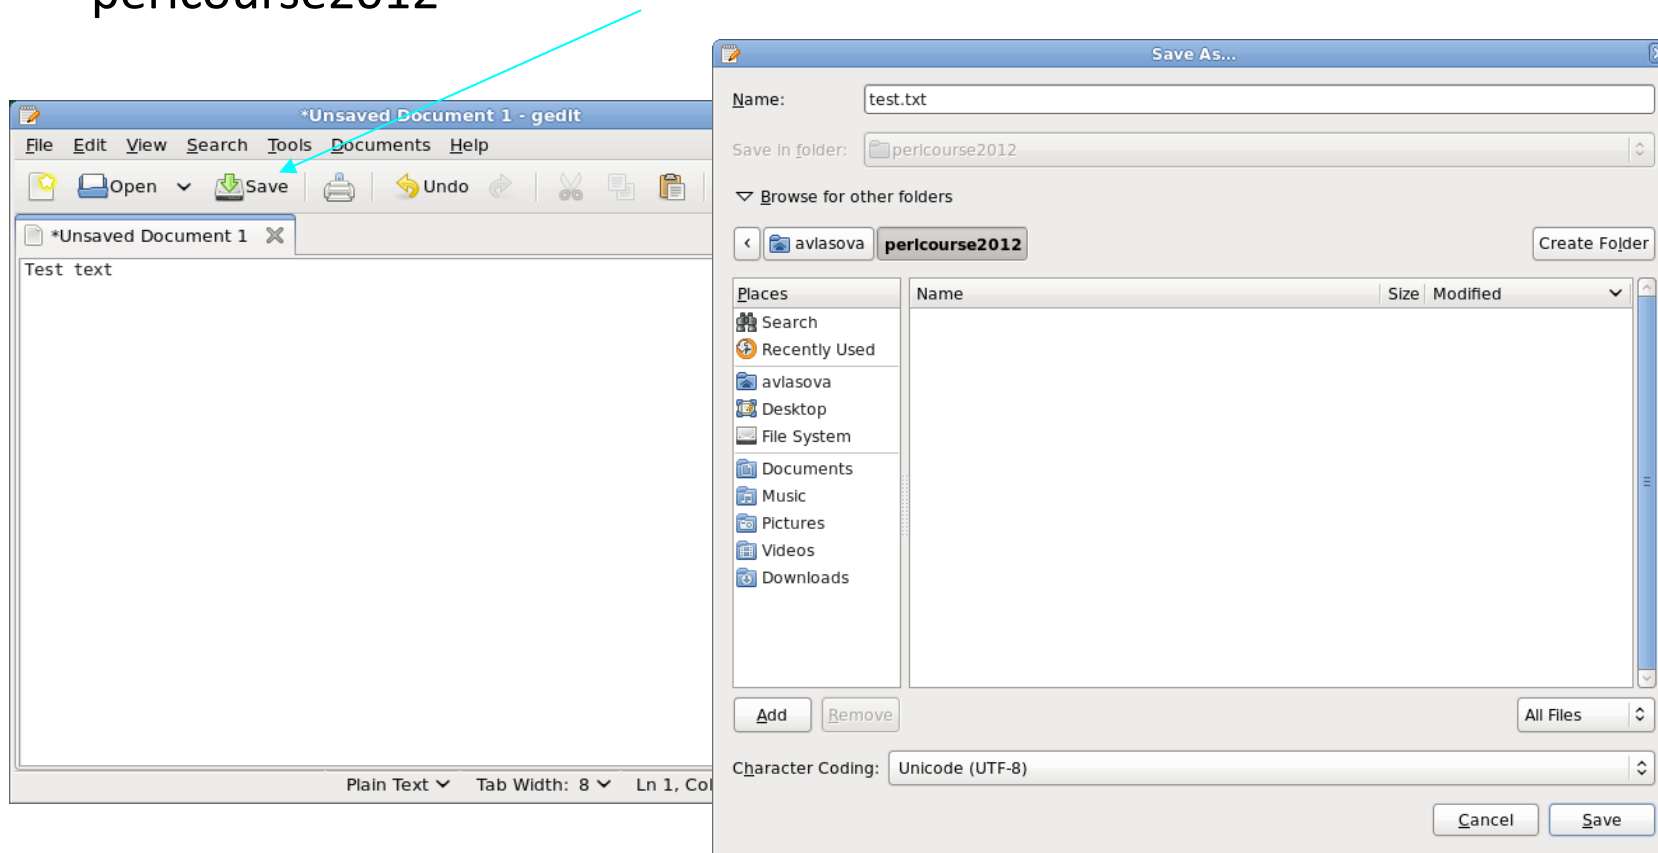 perlcourse2012
*Unsaved Document 1 - gedit
File Edit View Search Tools Documents Help
Open Save Undo
*Unsaved Document 1
Test text
Plain Text Tab Width: 8 Ln 1, Col
Save As...
Name: test.txt
Save in folder: perlcourse2012
Browse for other folders
avlasova perlcourse2012 Create Folder
Places Name Size Modified
Search
Recently Used
avlasova
Desktop
File System
Documents
Music
Pictures
Videos
Downloads
Add Remove All Files
Character Coding: Unicode (UTF-8)
Cancel Save